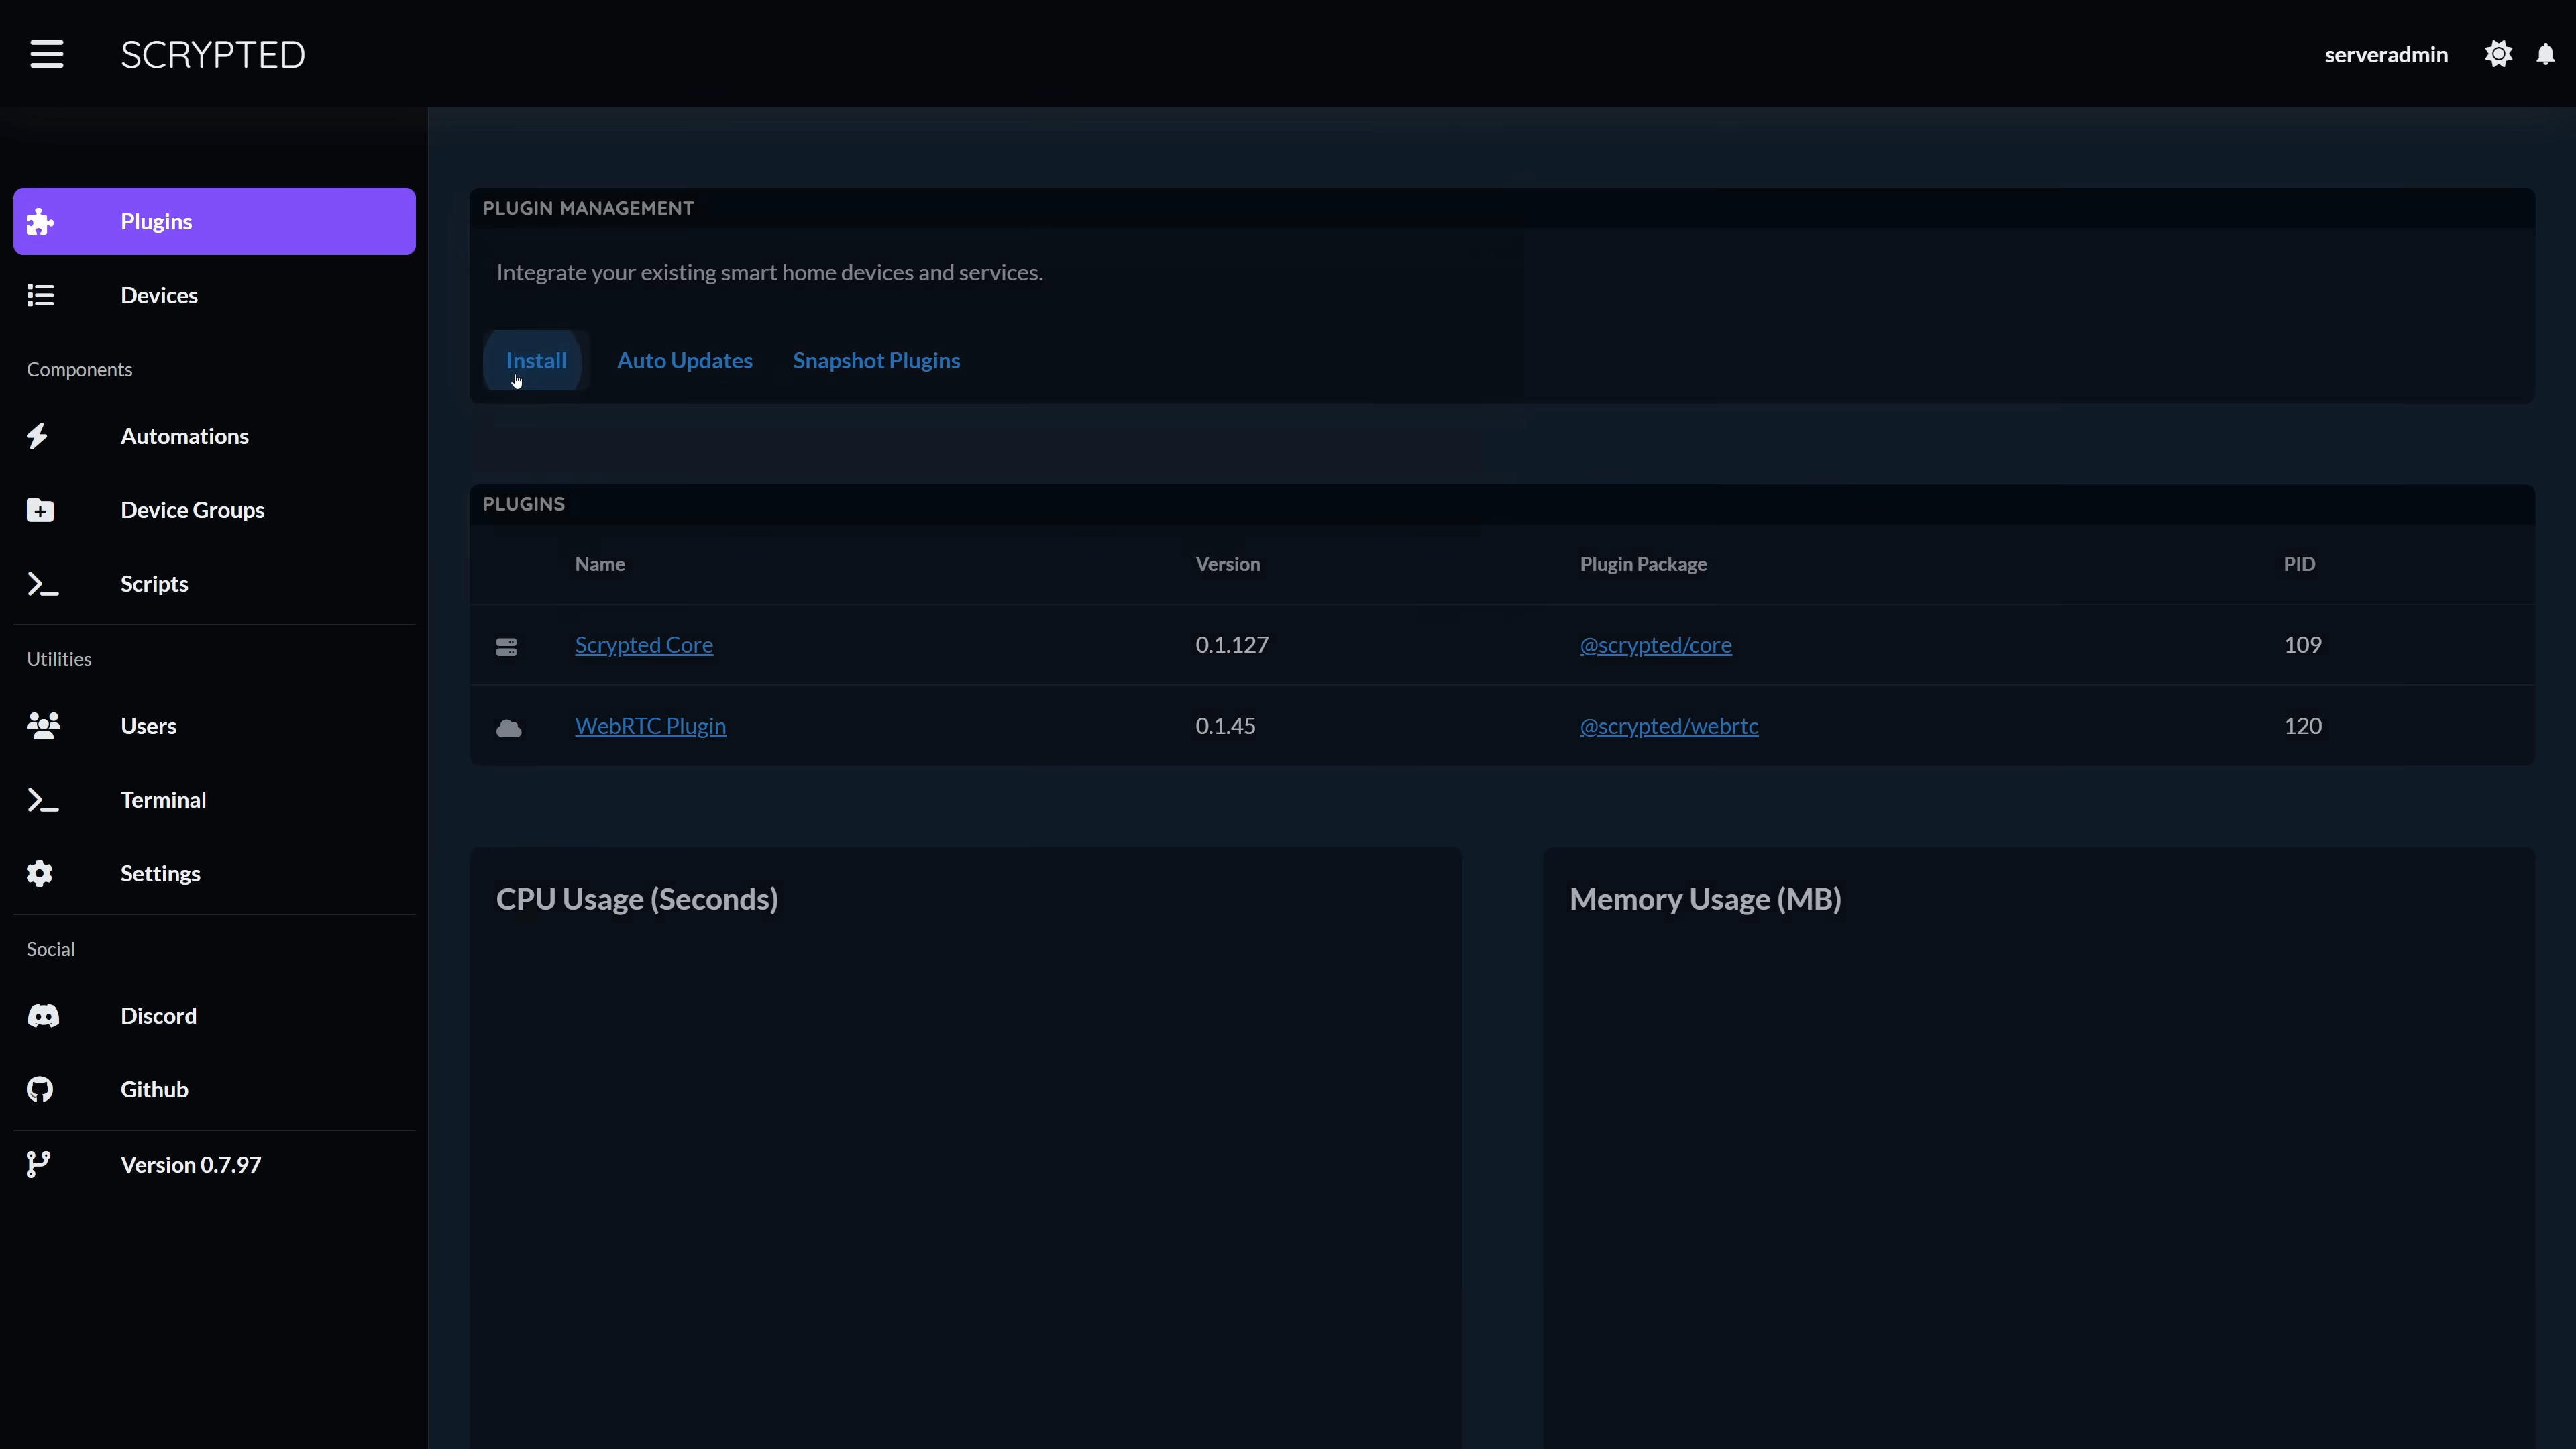 SCRYPTED
serveradmin
Plugins
Devices
Components
Automations
Device Groups
Scripts
Utilities
Users
Terminal
Settings
Social
Discord
Github
Version 0.7.97
PLUGIN MANAGEMENT
Integrate your existing smart home devices and services.
Install Auto Updates Snapshot Plugins
PLUGINS
Name Version Plugin Package PID
Scrypted Core 0.1.127 @scrypted/core 109
WebRTC Plugin 0.1.45 @scrypted/webrtc 120
CPU Usage (Seconds)
Memory Usage (MB)